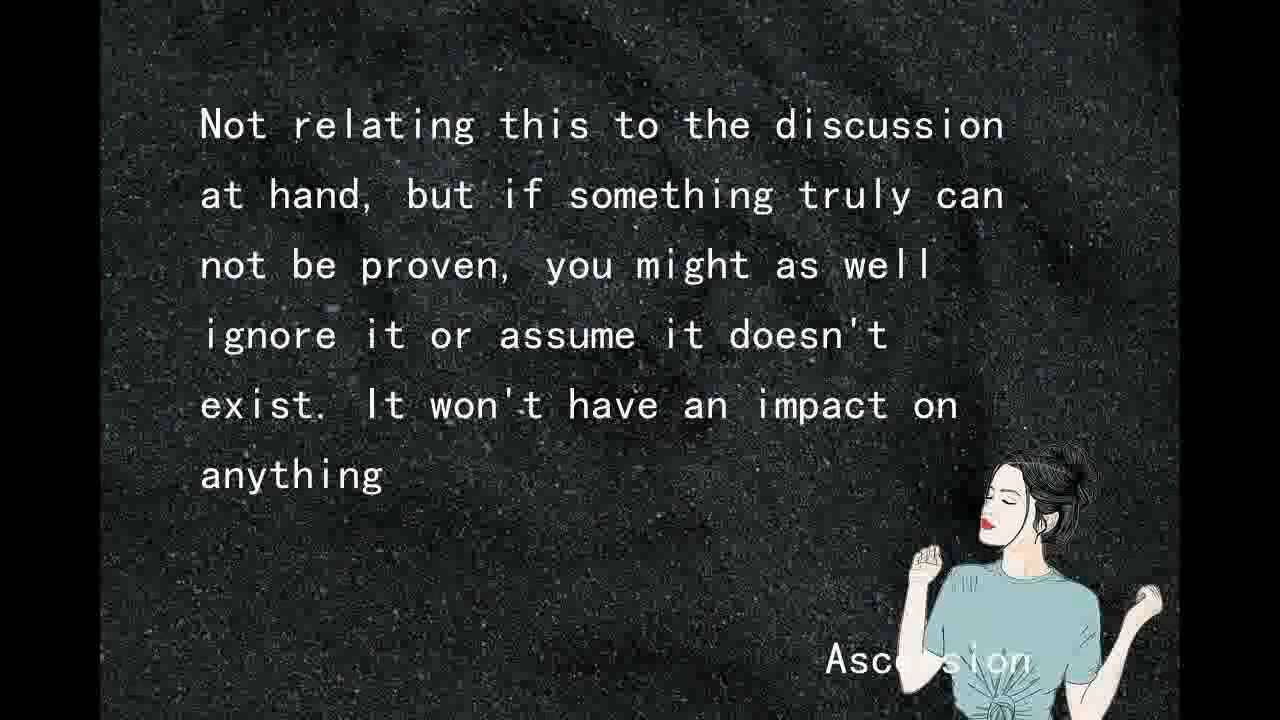 Not relating this to the discussion
at hand, but if something truly can
not be proven, you might as well
ignore it or assume it doesn't
exist. It won't have an impact on
anything